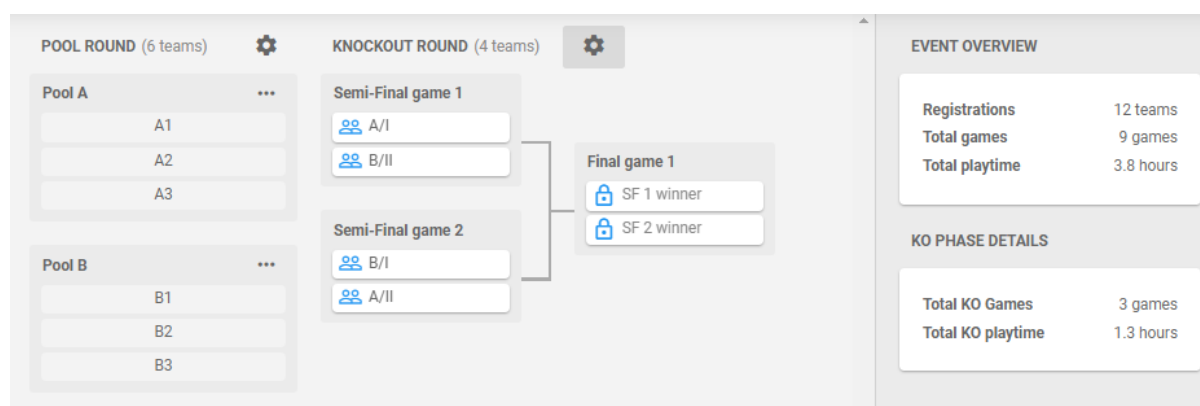 POOL ROUND (6 teams)
Pool A
A1
A2
A3
Pool B
B1
B2
B3
KNOCKOUT ROUND (4 teams)
Semi-Final game 1
A/I
B/II
Semi-Final game 2
B/I
A/II
Final game 1
SF 1 winner
SF 2 winner
EVENT OVERVIEW
Registrations 12 teams
Total games 9 games
Total playtime 3.8 hours
KO PHASE DETAILS
Total KO Games 3 games
Total KO playtime 1.3 hours